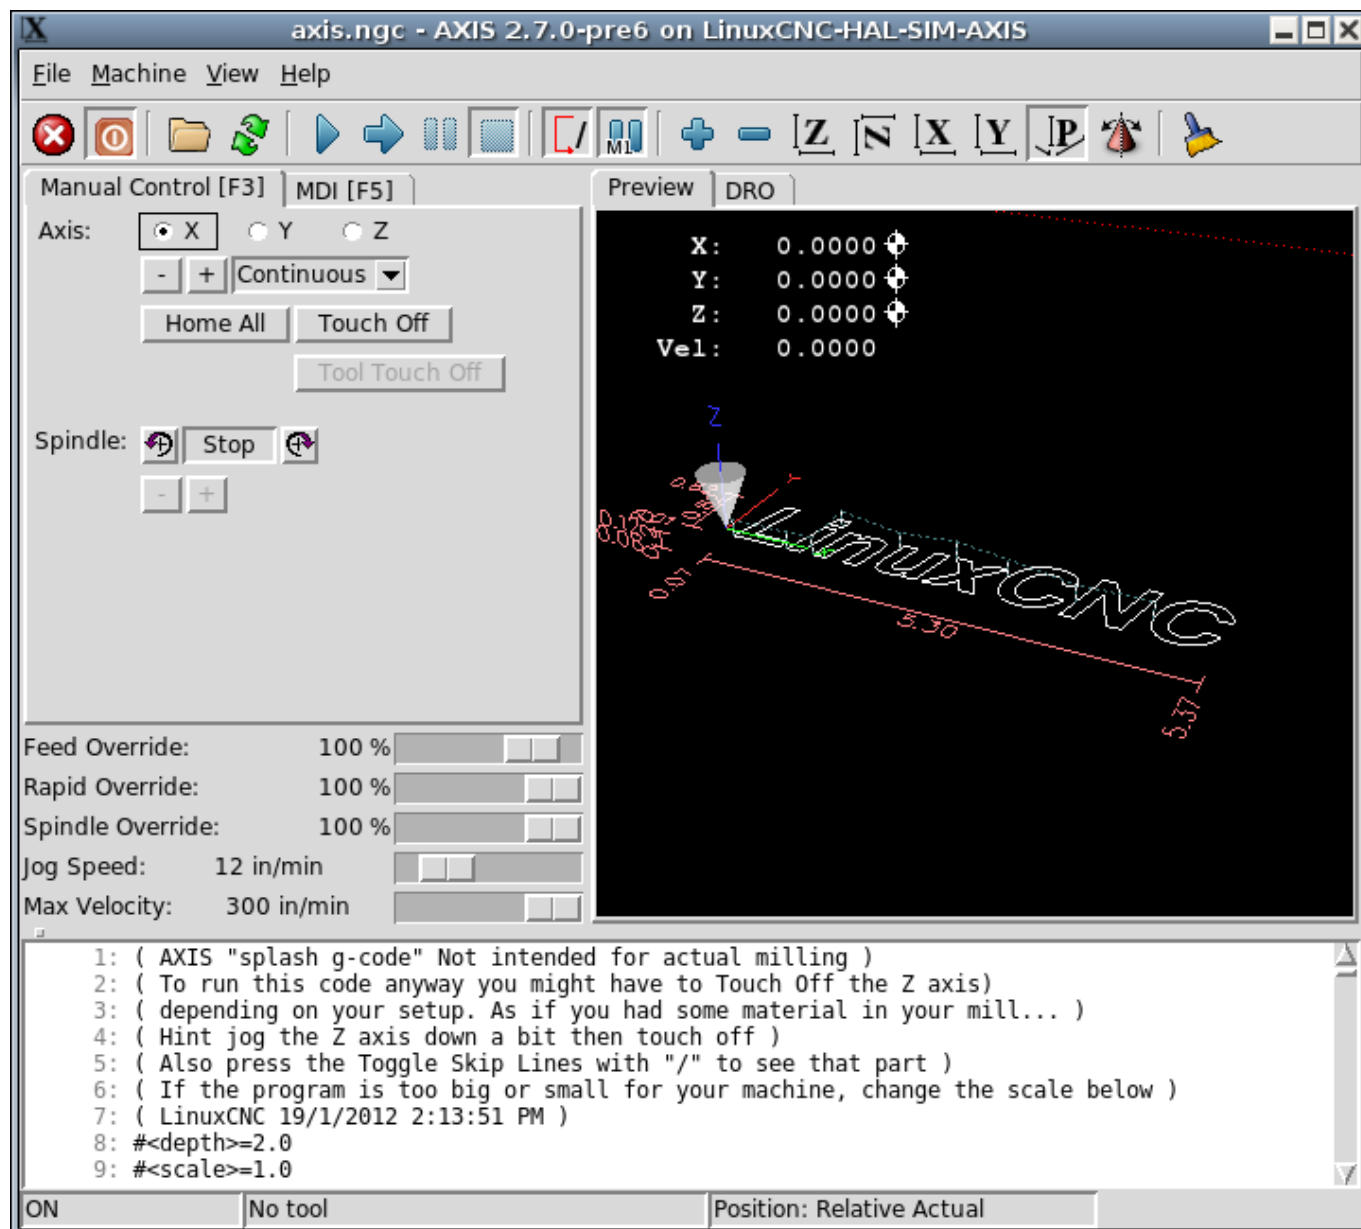 axis.ngc - AXIS 2.7.0-pre6 on LinuxCNC-HAL-SIM-AXIS
File Machine View Help
M1 Z N X Y P
Manual Control [F3] MDI [F5]
Axis: X Y Z
- + Continuous
Home All Touch Off
Tool Touch Off
Spindle: Stop
- +
Feed Override: 100 %
Rapid Override: 100 %
Spindle Override: 100 %
Jog Speed: 12 in/min
Max Velocity: 300 in/min
Preview DRO
X: 0.0000
Y: 0.0000
Z: 0.0000
Vel: 0.0000
Z
Y
LinuxCNC
0.07
5.30
5.37
1: ( AXIS "splash g-code" Not intended for actual milling )
2: ( To run this code anyway you might have to Touch Off the Z axis)
3: ( depending on your setup. As if you had some material in your mill... )
4: ( Hint jog the Z axis down a bit then touch off )
5: ( Also press the Toggle Skip Lines with "/" to see that part )
6: ( If the program is too big or small for your machine, change the scale below )
7: ( LinuxCNC 19/1/2012 2:13:51 PM )
8: #<depth>=2.0
9: #<scale>=1.0
ON No tool Position: Relative Actual